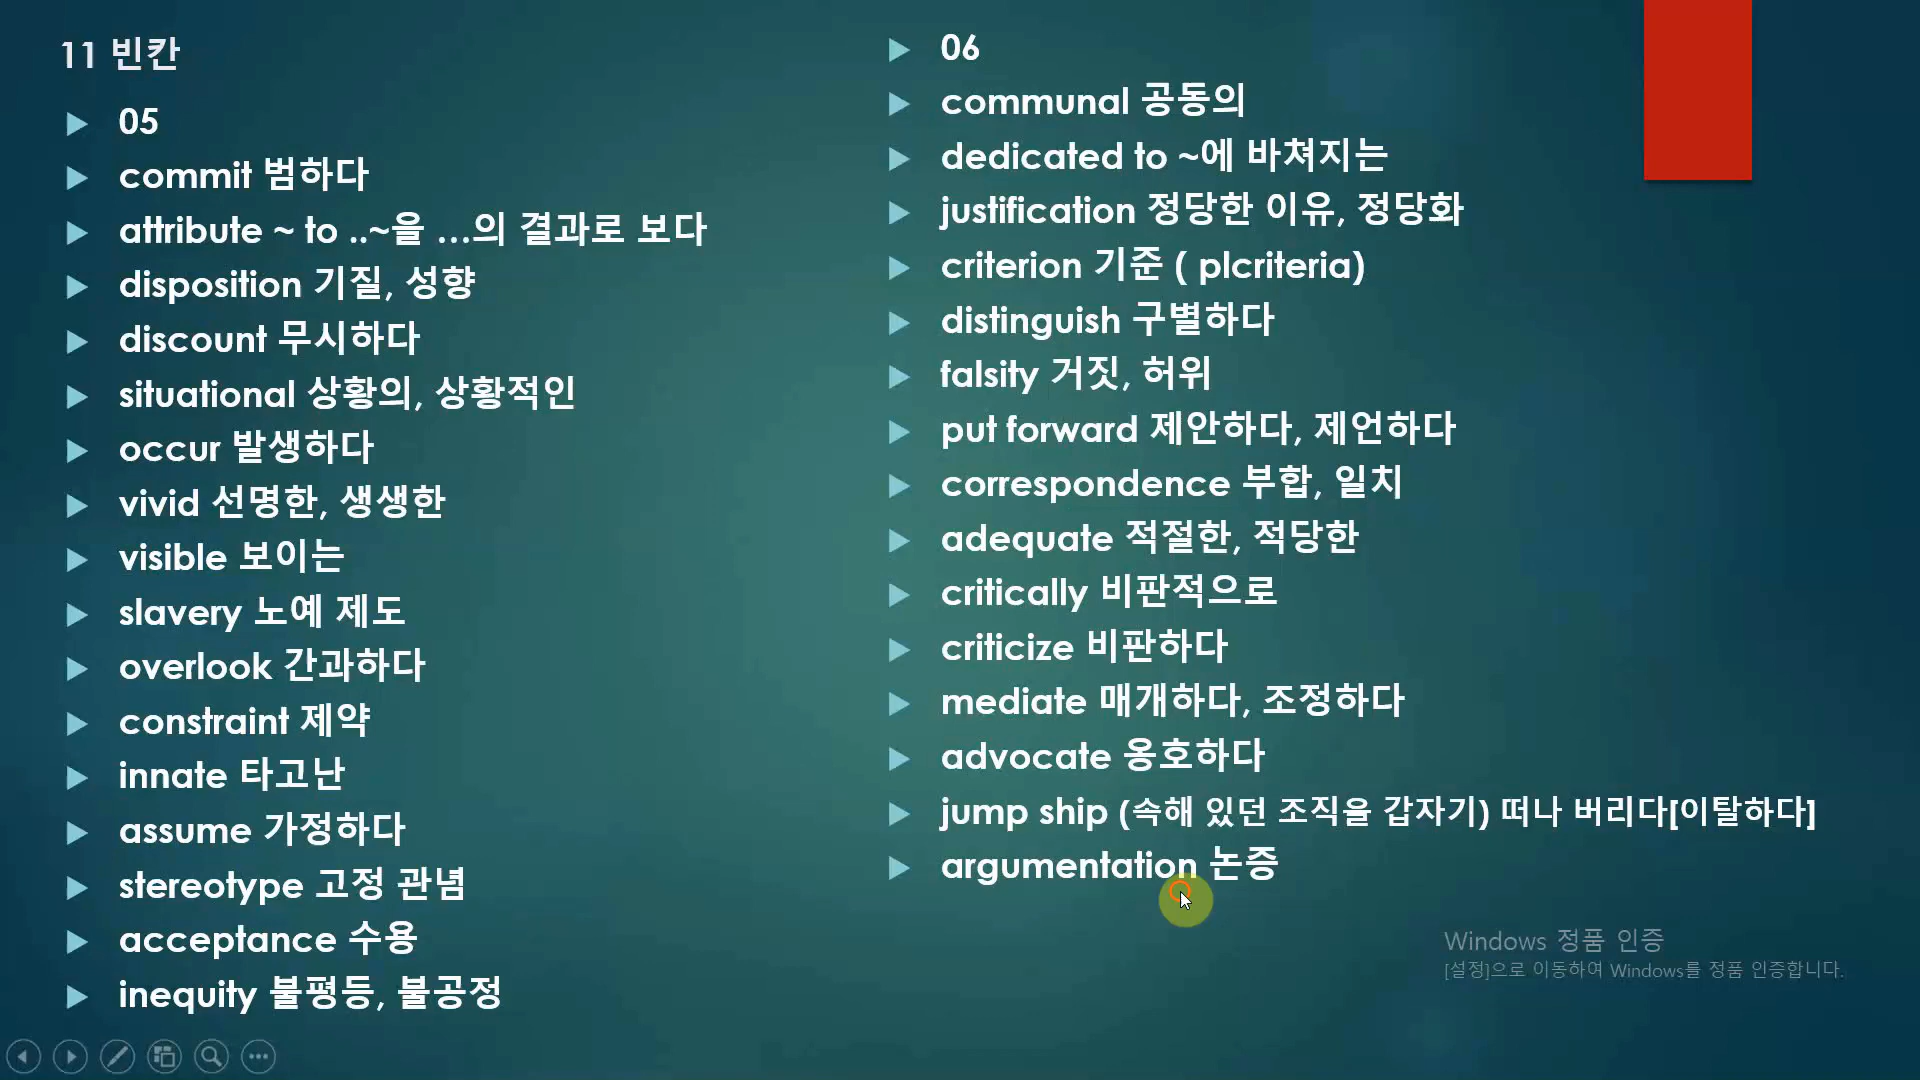 11 빈칸
05
commit 범하다
attribute ~ to ..~을 ...의 결과로 보다
disposition 기질, 성향
discount 무시하다
situational 상황의, 상황적인
occur 발생하다
vivid 선명한, 생생한
visible 보이는
slavery 노예 제도
overlook 간과하다
constraint 제약
innate 타고난
assume 가정하다
stereotype 고정 관념
acceptance 수용
inequity 불평등, 불공정
06
communal 공동의
dedicated to ~에 바쳐지는
justification 정당한 이유, 정당화
criterion 기준 ( plcriteria)
distinguish 구별하다
falsity 거짓, 허위
put forward 제안하다, 제언하다
correspondence 부합, 일치
adequate 적절한, 적당한
critically 비판적으로
criticize 비판하다
mediate 매개하다, 조정하다
advocate 옹호하다
jump ship (속해 있던 조직을 갑자기) 떠나 버리다[이탈하다]
argumentation 논증
Windows 정품 인증
[설정]으로 이동하여 Windows를 정품 인증합니다.